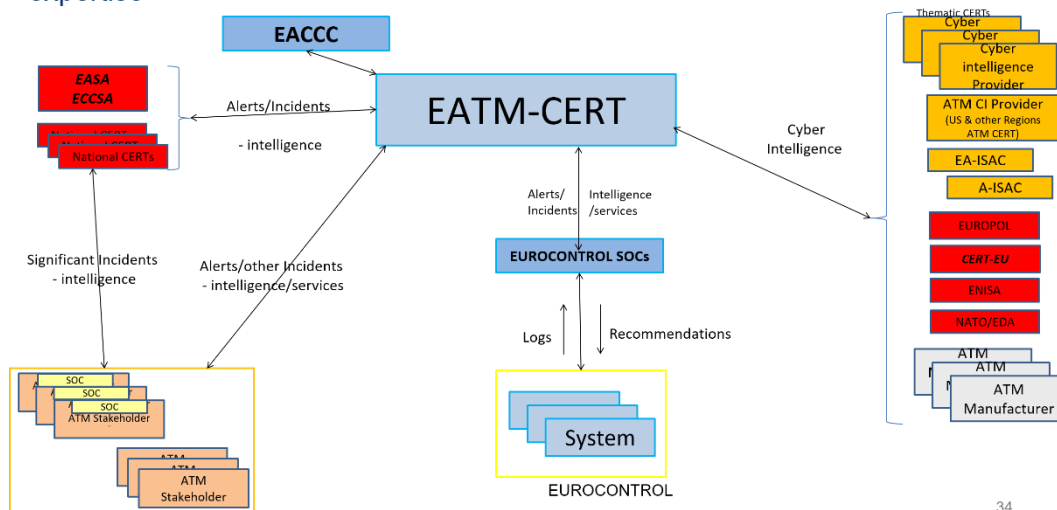 Thematic CERTs
Cyber
Cyber
Cyber
intelligence
Provider
EACCC
EASA
ECCSA
EATM-CERT
ATM CI Provider
(US & other Regions
ATM CERT)
Alerts/Incidents
- intelligence
National CERTs
Cyber
Intelligence
EA-ISAC
A-ISAC
Alerts/
Incidents
Intelligence
/services
EUROPOL
EUROCONTROL SOCs
CERT-EU
Significant Incidents
- intelligence
Alerts/other Incidents
- intelligence/services
ENISA
NATO/EDA
Logs
Recommendations
ATM
ATM
ATM
Manufacturer
SOC
SOC
SOC
ATM Stakeholder
System
ATM
Stakeholder
EUROCONTROL
34